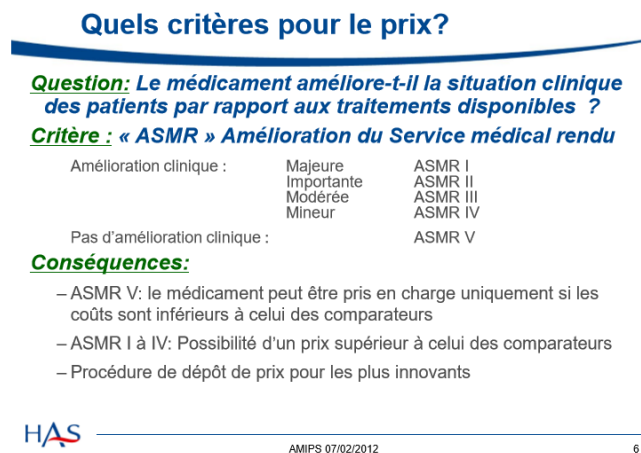 Quels critères pour le prix?
Question: Le médicament améliore-t-il la situation clinique
des patients par rapport aux traitements disponibles ?
Critère : « ASMR » Amélioration du Service médical rendu
Amélioration clinique : Majeure ASMR I
Importante ASMR II
Modérée ASMR III
Mineur ASMR IV
Pas d'amélioration clinique : ASMR V
Conséquences:
– ASMR V: le médicament peut être pris en charge uniquement si les
coûts sont inférieurs à celui des comparateurs
– ASMR I à IV: Possibilité d'un prix supérieur à celui des comparateurs
– Procédure de dépôt de prix pour les plus innovants
HAS
AMIPS 07/02/2012 6